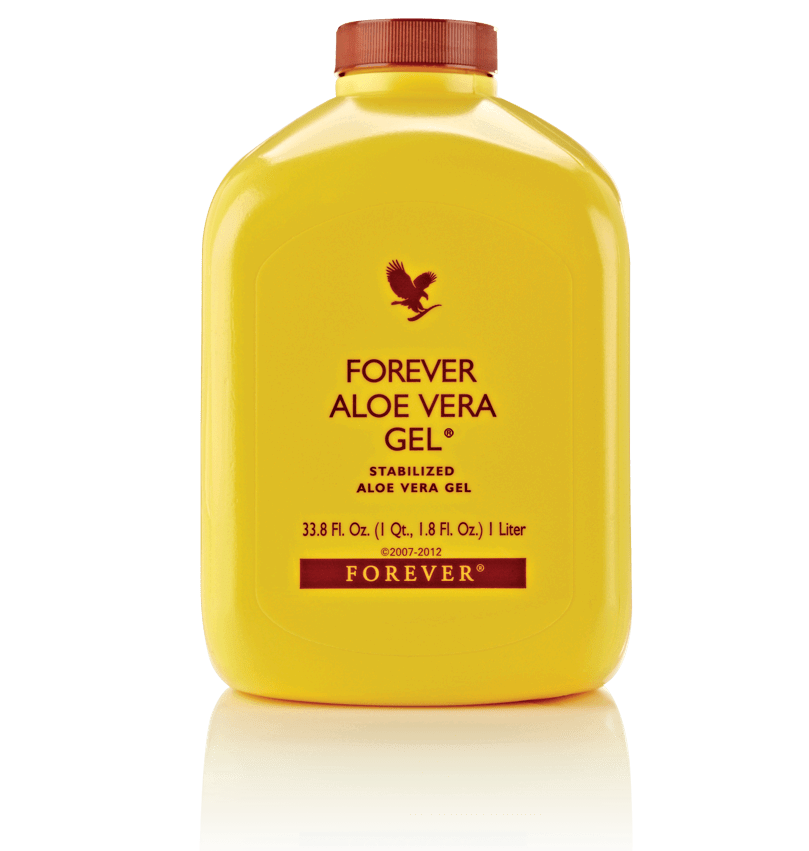 FOREVER
ALOE VERA
GEL®
STABILIZED
ALOE VERA GEL
33.8 Fl. Oz. (1 Qt., 1.8 Fl. Oz.) 1 Liter
©2007-2012
FOREVER®